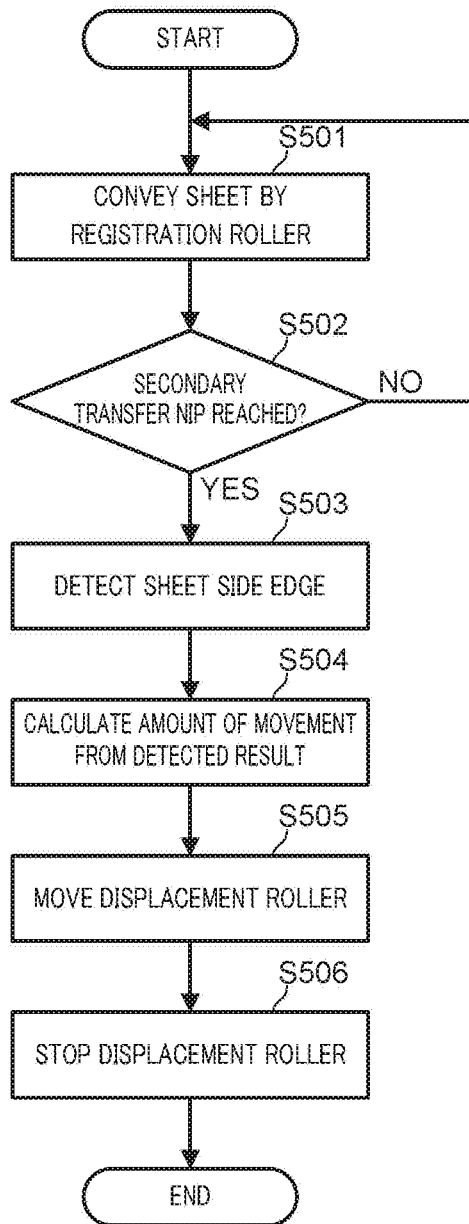 START
S501
CONVEY SHEET BY
REGISTRATION ROLLER
S502
SECONDARY
TRANSFER NIP REACHED?
NO
YES
S503
DETECT SHEET SIDE EDGE
S504
CALCULATE AMOUNT OF MOVEMENT
FROM DETECTED RESULT
S505
MOVE DISPLACEMENT ROLLER
S506
STOP DISPLACEMENT ROLLER
END